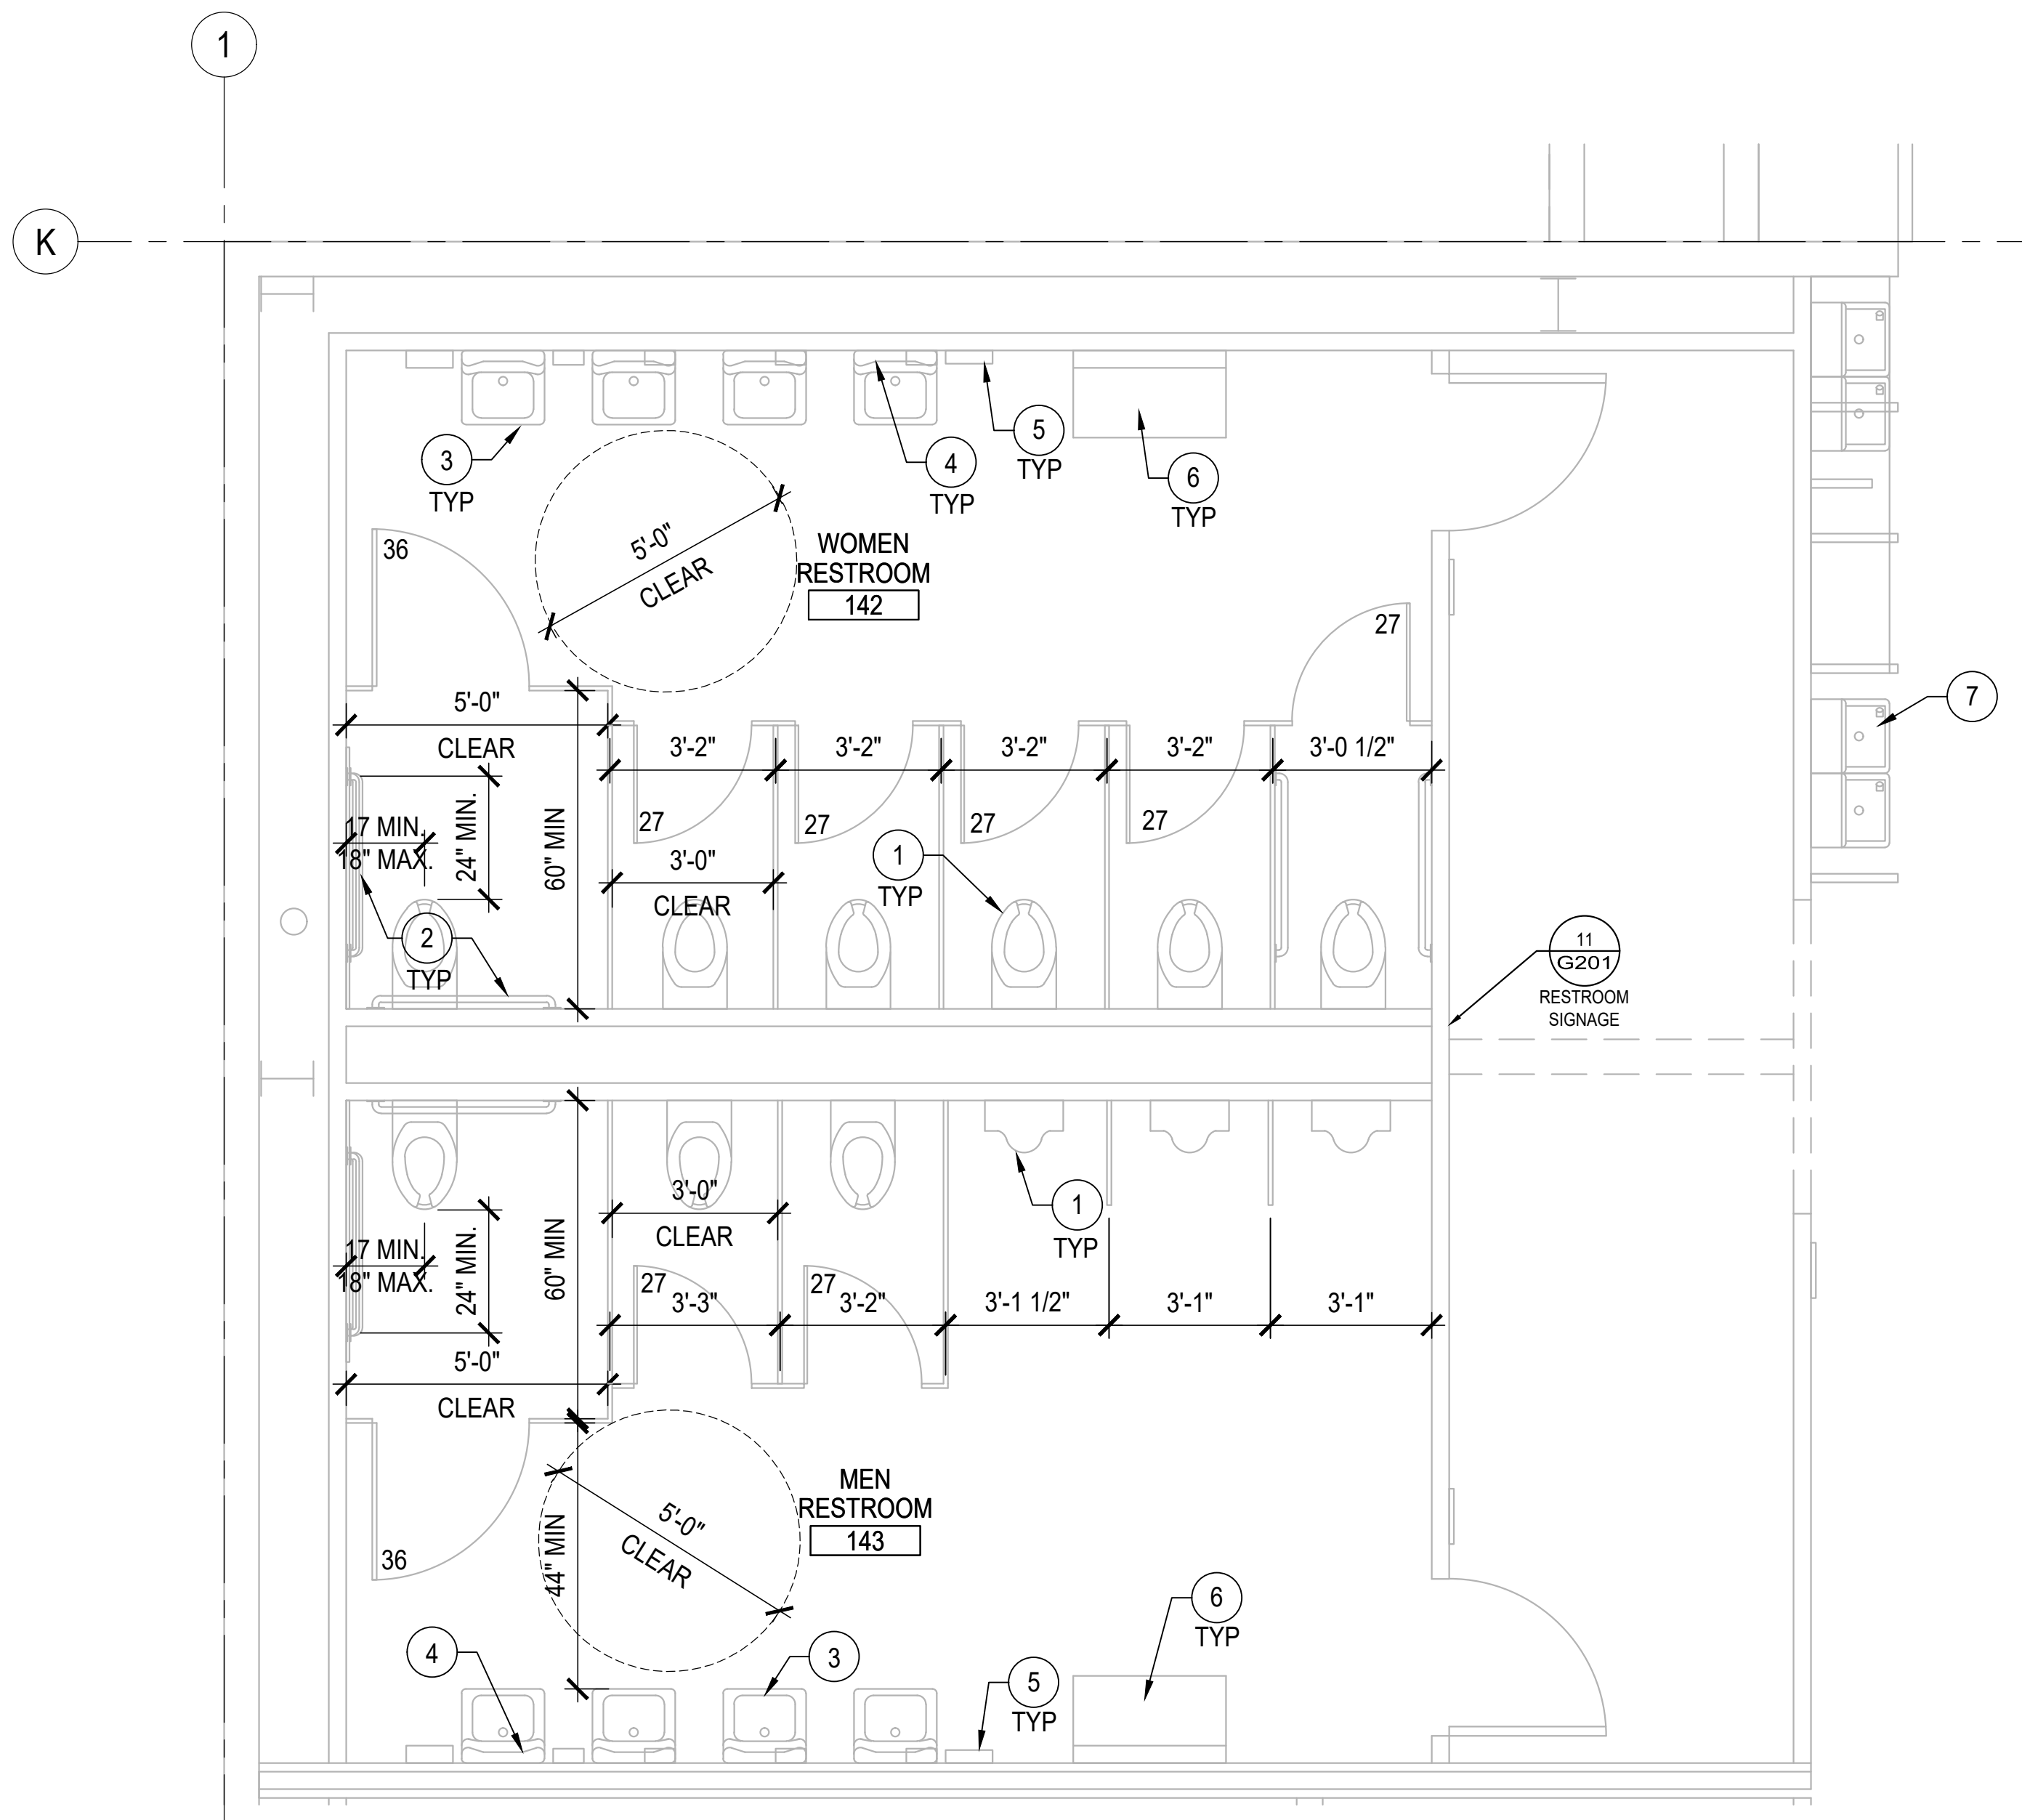 1
K
3
TYP
4
TYP
5
TYP
6
TYP
5'-0"
CLEAR
WOMEN
RESTROOM
142
36
27
7
5'-0"
CLEAR
3'-2"
3'-2"
3'-2"
3'-2"
3'-0 1/2"
27
27
27
27
17 MIN.
18" MAX.
24" MIN.
60" MIN
3'-0"
CLEAR
1
TYP
2
TYP
11
G201
RESTROOM
SIGNAGE
3'-0"
CLEAR
1
TYP
17 MIN.
18" MAX.
24" MIN.
60" MIN
27
27
3'-3"
3'-2"
3'-1 1/2"
3'-1"
3'-1"
5'-0"
CLEAR
MEN
RESTROOM
143
5'-0"
CLEAR
36
44" MIN
4
3
5
TYP
6
TYP